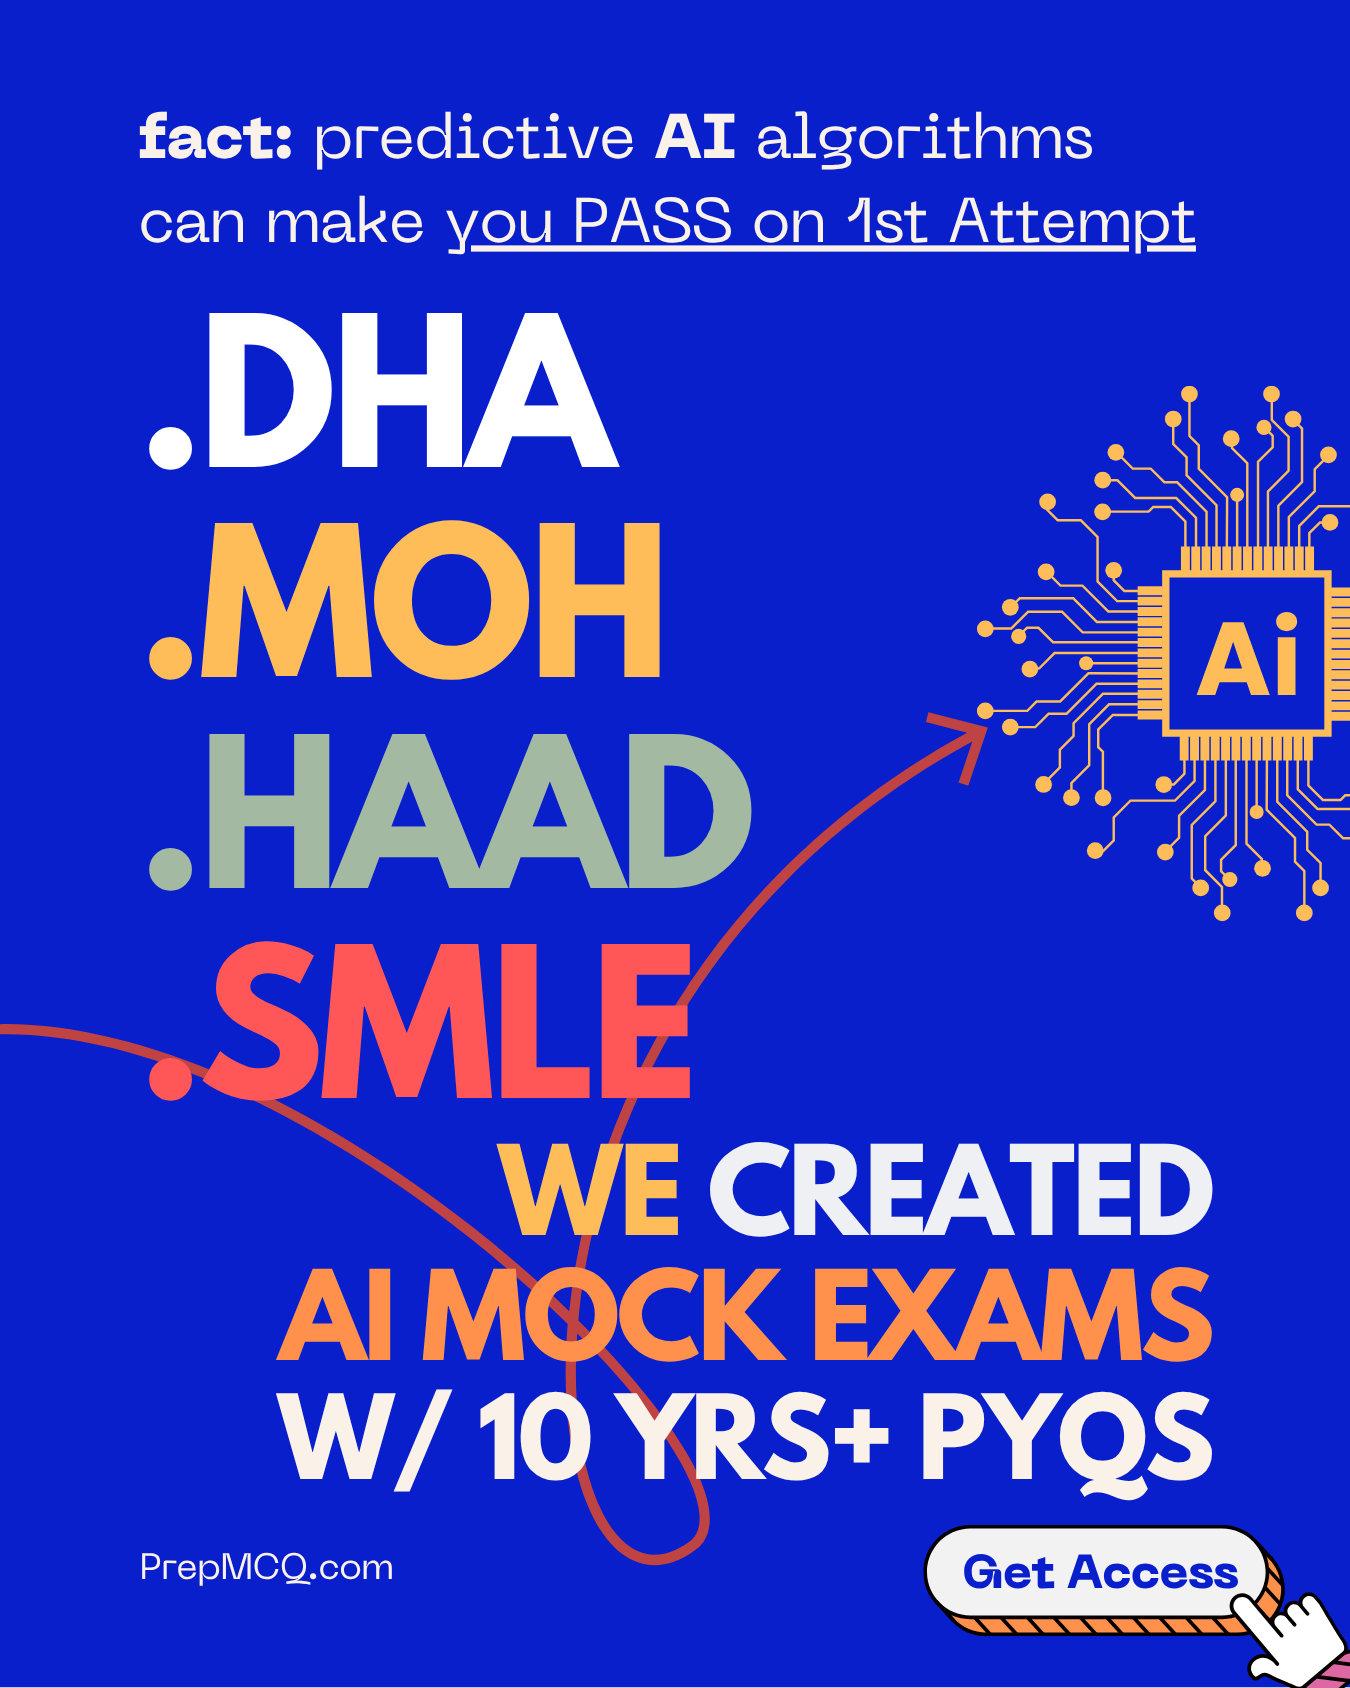 fact: predictive AI algorithms
can make you PASS on 1st Attempt
.DHA
.MOH
.HAAD
.SMLE
Ai
WE CREATED
AI MOCK EXAMS
W/ 10 YRS+ PYQS
PrepMCQ.com
Get Access